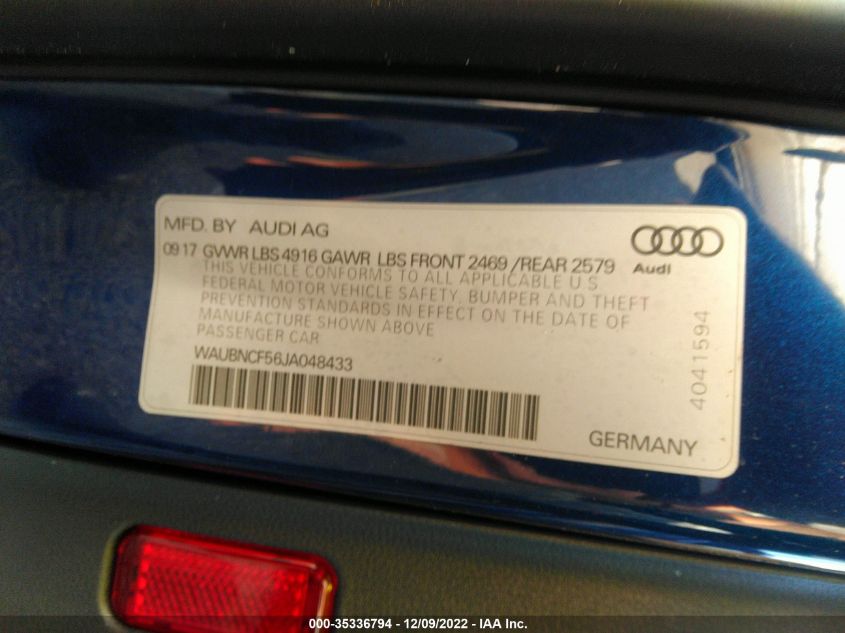 MFD. BY AUDI AG
09 17 GVWR LBS 4916 GAWR LBS FRONT 2469 /REAR 2579
THIS VEHICLE CONFORMS TO ALL APPLICABLE U.S
FEDERAL MOTOR VEHICLE SAFETY, BUMPER AND THEFT
PREVENTION STANDARDS IN EFFECT ON THE DATE OF
MANUFACTURE SHOWN ABOVE
PASSENGER CAR
WAUBNCF56JA048433
Audi
4041594
GERMANY
000-35336794 - 12/09/2022 - IAA Inc.